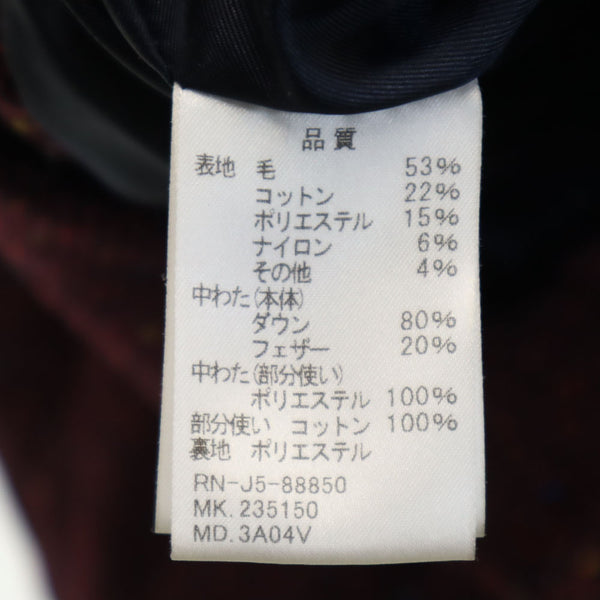 品質
表地 毛 53%
コットン 22%
ポリエステル 15%
ナイロン 6%
その他 4%
中わた(本体)
ダウン 80%
フェザー 20%
中わた(部分使い)
ポリエステル 100%
部分使い コットン 100%
裏地 ポリエステル
RN-J5-88850
MK.235150
MD.3A04V